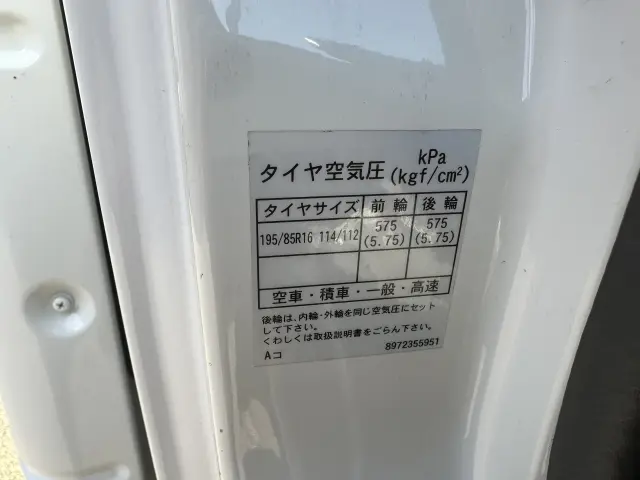 タイヤ空気圧 kPa
(kgf/cm²)
タイヤサイズ 前輪 後輪
195/85R16 114/112 575 575
(5.75) (5.75)
空車・積車・一般・高速
後輪は、内輪・外輪を同じ空気圧にセット
して下さい。
くわしくは取扱説明書をごらん下さい。
Aコ 8972355951